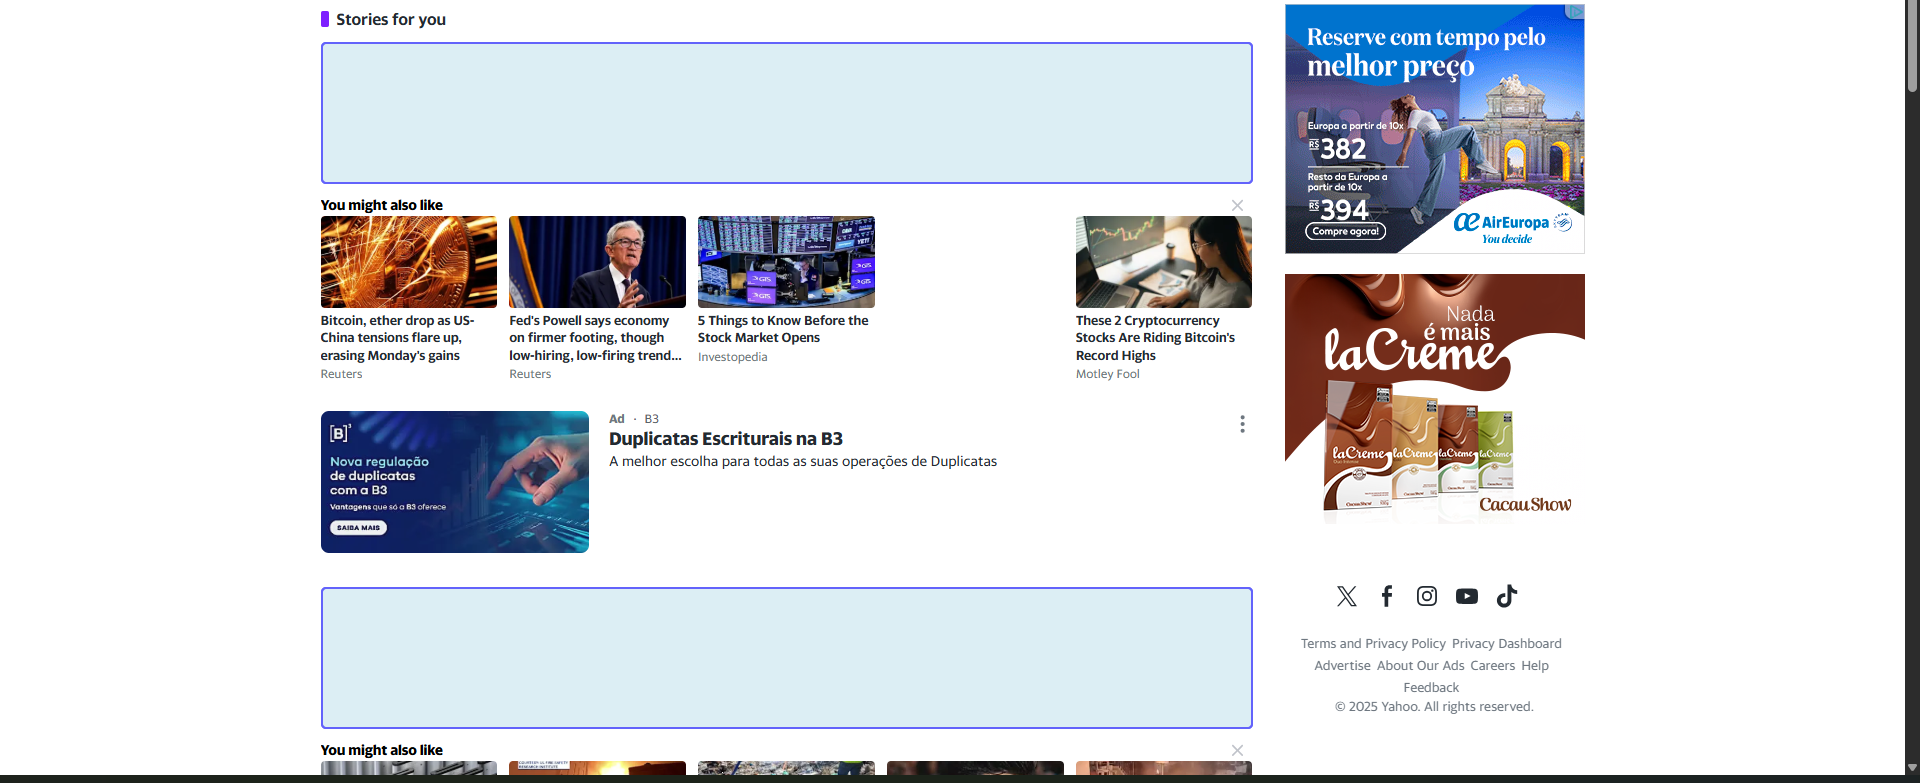 Stories for you
You might also like
Bitcoin, ether drop as US-
China tensions flare up,
erasing Monday's gains
Reuters
Fed's Powell says economy
on firmer footing, though
low-hiring, low-firing trend...
Reuters
GTS
GTS
YETI
5 Things to Know Before the
Stock Market Opens
Investopedia
These 2 Cryptocurrency
Stocks Are Riding Bitcoin's
Record Highs
Motley Fool
[B]³
Nova regulação
de duplicatas
com a B3
Vantagens que só a B3 oferece
SAIBA MAIS
Ad · B3
Duplicatas Escriturais na B3
A melhor escolha para todas as suas operações de Duplicatas
You might also like
Reserve com tempo pelo
melhor preço
Europa a partir de 10x
R$ 382
Resto da Europa a
partir de 10x
R$ 394
Compre agora!
AirEuropa
You decide
Nada
é mais
laCreme
laCreme
laCreme
laCreme
laCreme
CacauShow
CacauShow
Terms and Privacy Policy Privacy Dashboard
Advertise About Our Ads Careers Help
Feedback
© 2025 Yahoo. All rights reserved.